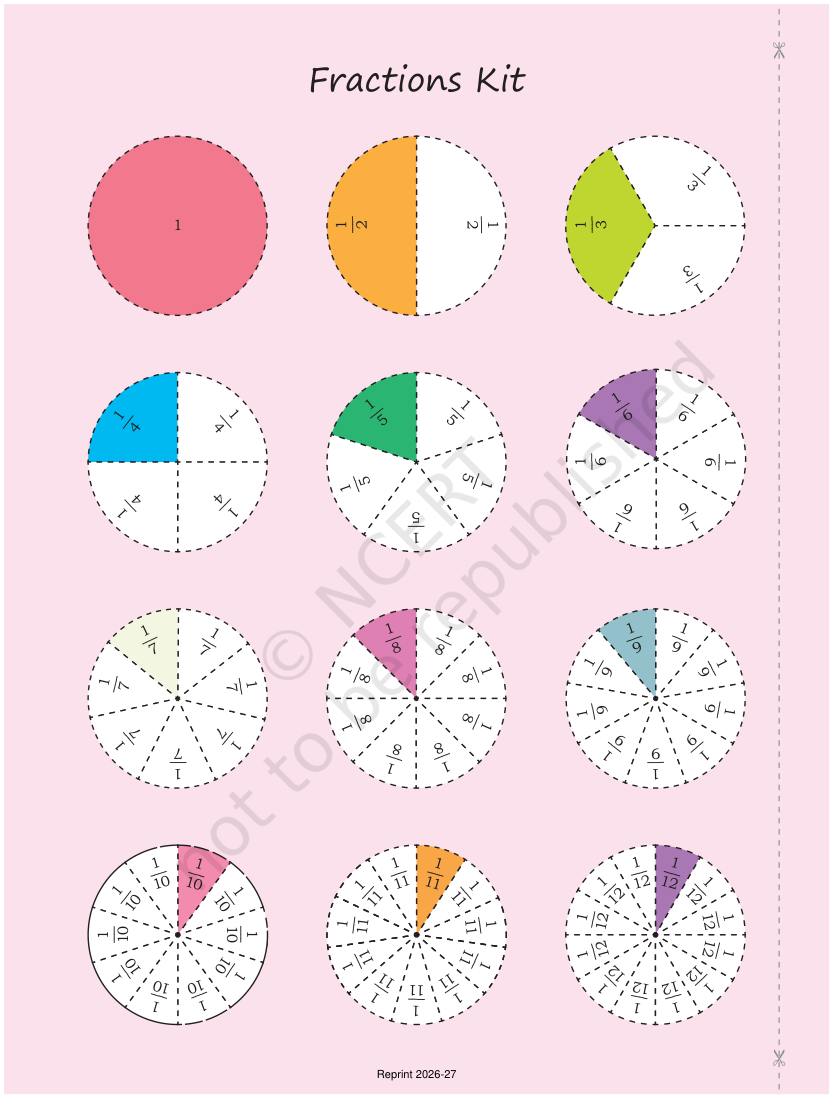 Fractions Kit
1
1/2 1/2
1/3 1/3 1/3
1/4 1/4 1/4 1/4
1/5 1/5 1/5 1/5 1/5
1/6 1/6 1/6 1/6 1/6 1/6
1/7 1/7 1/7 1/7 1/7 1/7 1/7
1/8 1/8 1/8 1/8 1/8 1/8 1/8 1/8
1/9 1/9 1/9 1/9 1/9 1/9 1/9 1/9 1/9
1/10 1/10 1/10 1/10 1/10 1/10 1/10 1/10 1/10 1/10
1/11 1/11 1/11 1/11 1/11 1/11 1/11 1/11 1/11 1/11 1/11
1/12 1/12 1/12 1/12 1/12 1/12 1/12 1/12 1/12 1/12 1/12 1/12
© NCERT
not to be republished
Reprint 2026-27